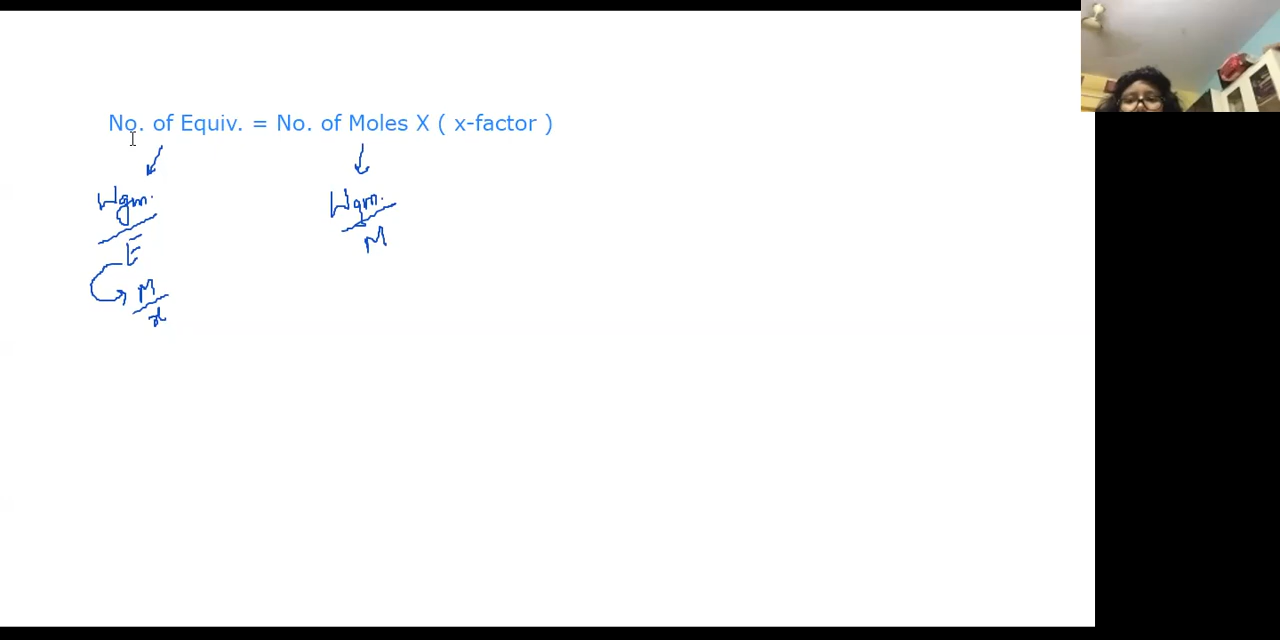 No. of Equiv. = No. of Moles X ( x-factor )
Wgm. Wgm.
E M
M
x